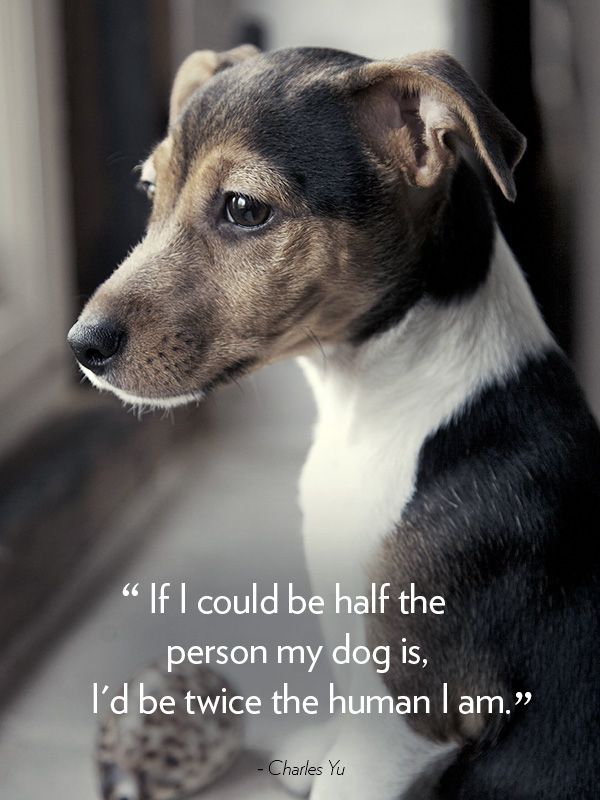 “ If I could be half the
person my dog is,
I'd be twice the human I am.”
- Charles Yu